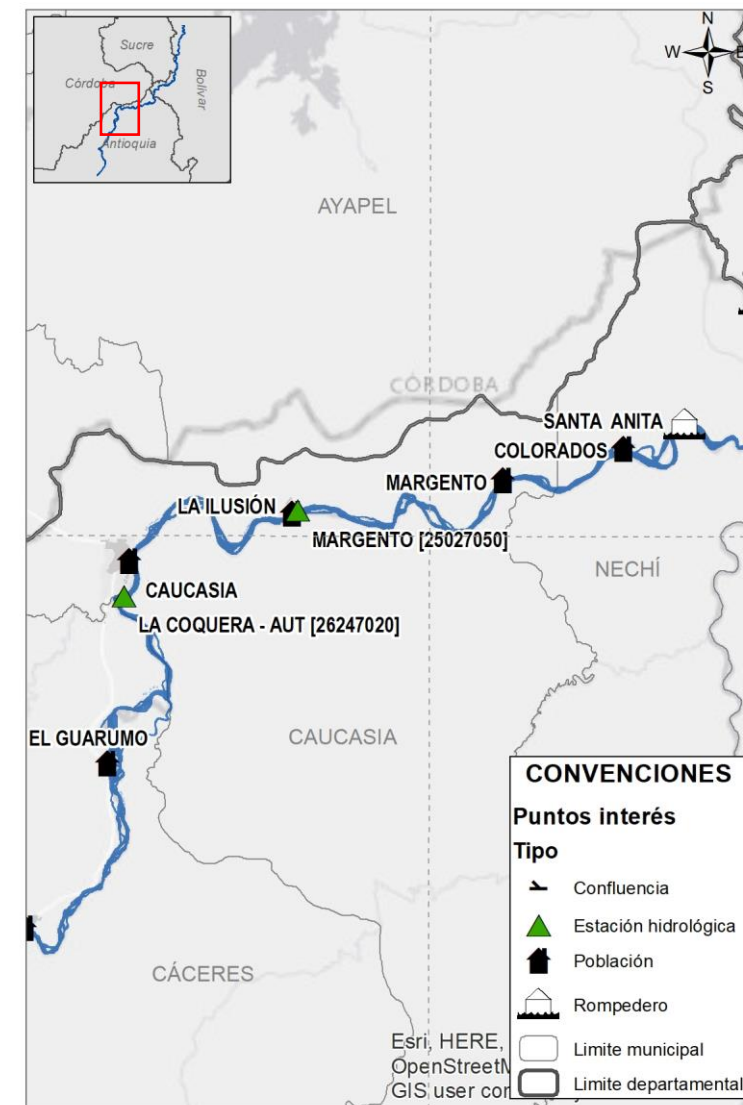 Sucre
Córdoba
Bolivar
Antioquia
N
W
S
AYAPEL
CÓRDOBA
SANTA ANITA
COLORADOS
MARGENTO
LA ILUSIÓN
MARGENTO [25027050]
NECHÍ
CAUCASIA
LA COQUERA - AUT [26247020]
EL GUARUMO
CAUCASIA
CÁCERES
CONVENCIONES
Puntos interés
Tipo
Confluencia
Estación hidrológica
Población
Rompedero
Limite municipal
Limite departamental
Esri, HERE,
OpenStreetM
GIS user cor